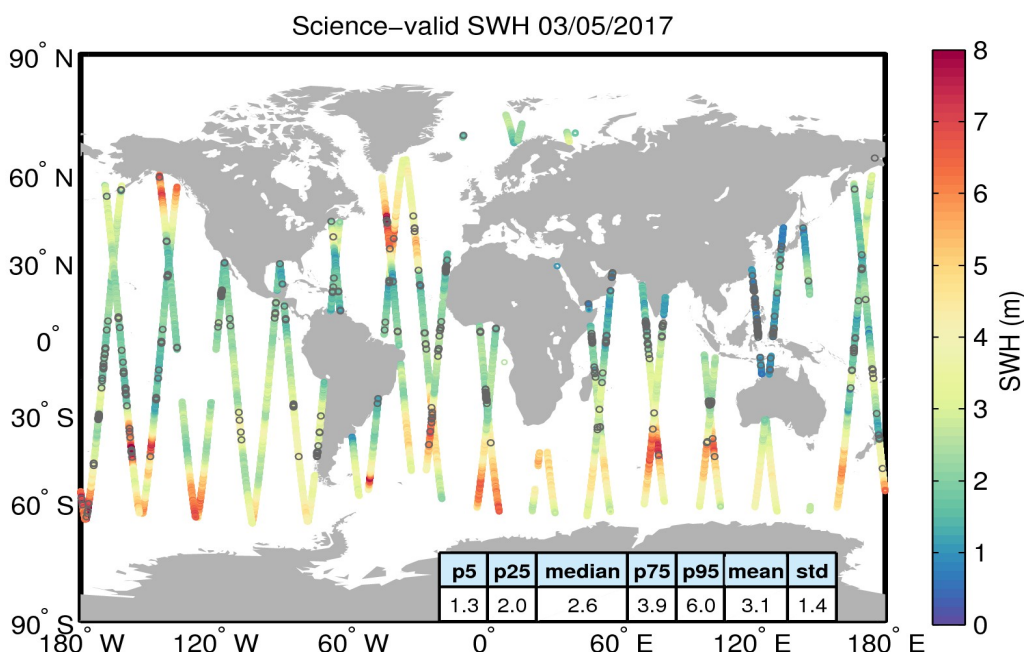 Science−valid SWH 03/05/2017
90° N
60° N
30° N
0°
30° S
60° S
90° S
180° W
120° W
60° W
0°
60° E
120° E
180° E
p5 p25 median p75 p95 mean std
1.3 2.0 2.6 3.9 6.0 3.1 1.4
8
7
6
5
4
3
2
1
0
SWH (m)